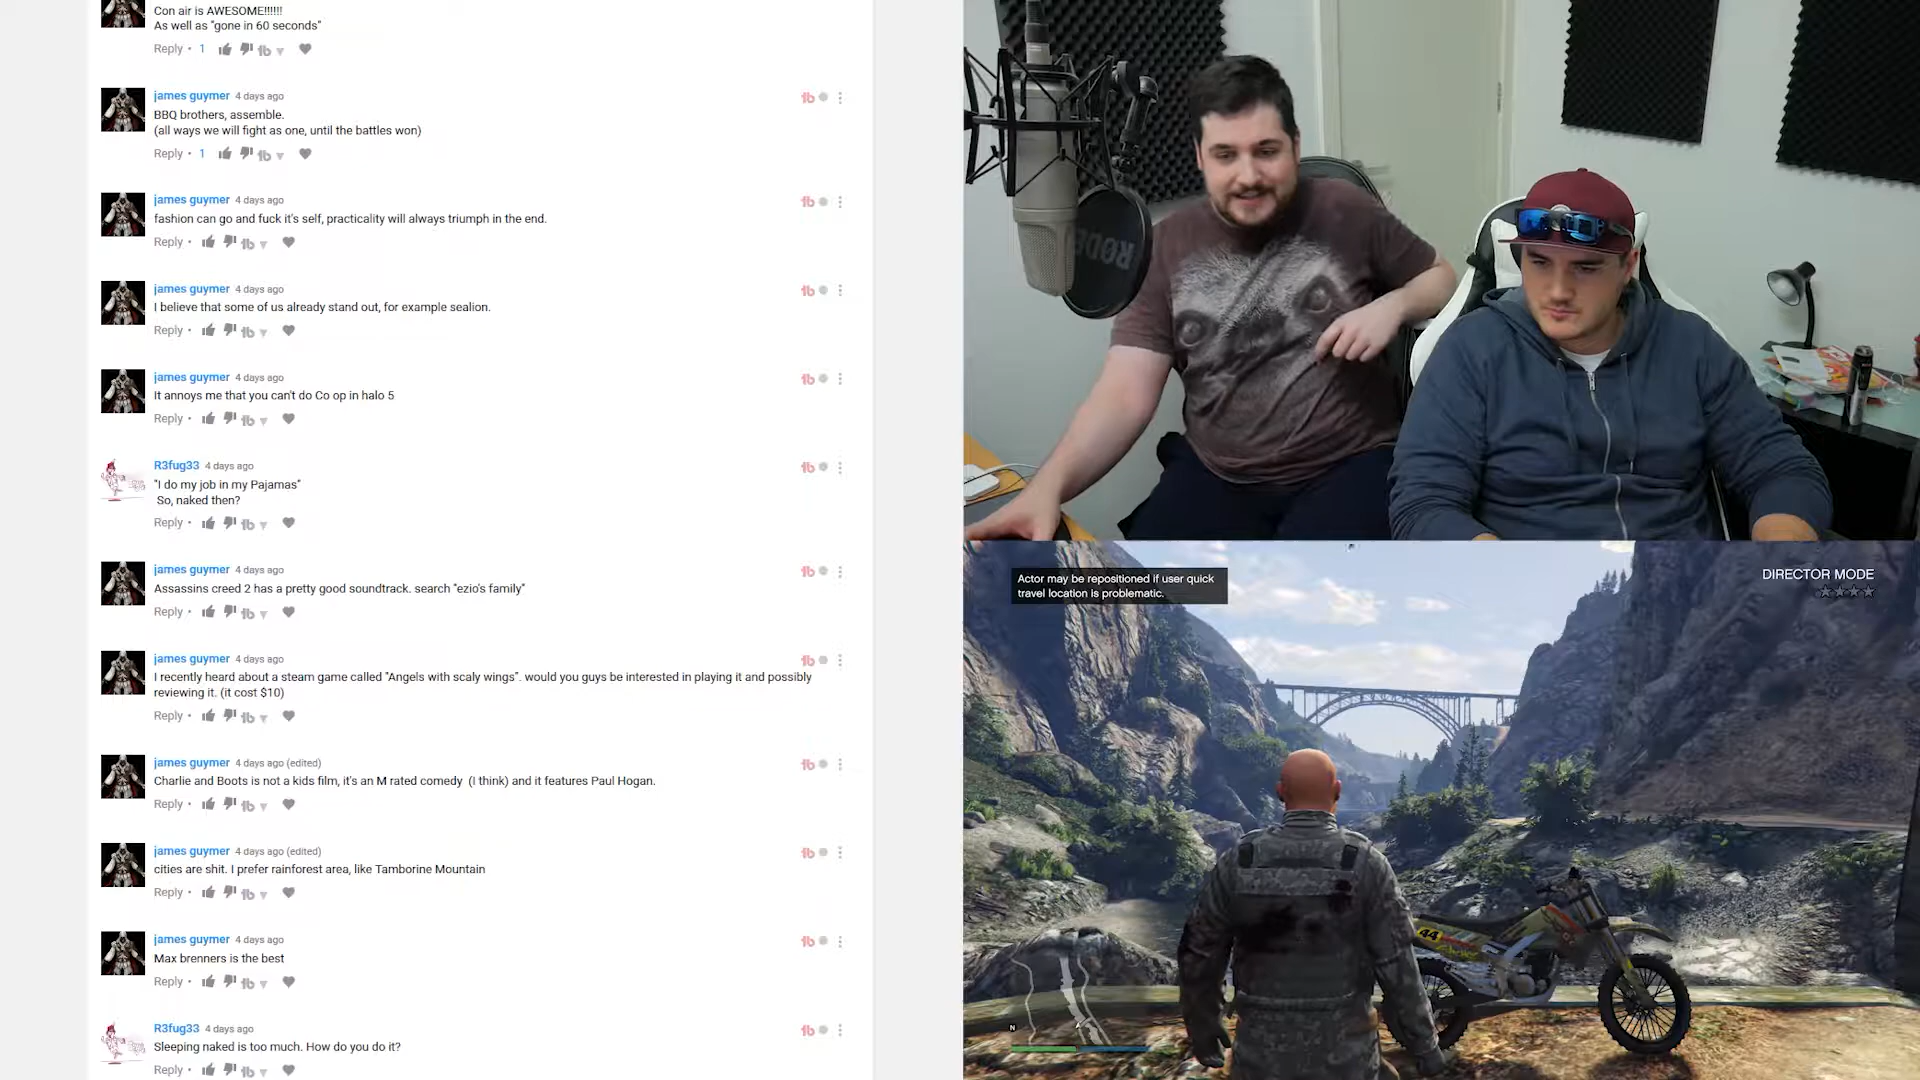 Con air is AWESOME!!!!!!
As well as "gone in 60 seconds"
Reply • 1
james guymer 4 days ago
BBQ brothers, assemble.
(all ways we will fight as one, until the battles won)
Reply • 1
james guymer 4 days ago
fashion can go and fuck it's self, practicality will always triumph in the end.
Reply •
james guymer 4 days ago
I believe that some of us already stand out, for example sealion.
Reply •
james guymer 4 days ago
It annoys me that you can't do Co op in halo 5
Reply •
R3fug33 4 days ago
"I do my job in my Pajamas"
So, naked then?
Reply •
james guymer 4 days ago
Assassins creed 2 has a pretty good soundtrack. search "ezio's family"
Reply •
james guymer 4 days ago
I recently heard about a steam game called "Angels with scaly wings". would you guys be interested in playing it and possibly
reviewing it. (it cost $10)
Reply •
james guymer 4 days ago (edited)
Charlie and Boots is not a kids film, it's an M rated comedy (I think) and it features Paul Hogan.
Reply •
james guymer 4 days ago (edited)
cities are shit. I prefer rainforest area, like Tamborine Mountain
Reply •
james guymer 4 days ago
Max brenners is the best
Reply •
R3fug33 4 days ago
Sleeping naked is too much. How do you do it?
Reply •
RØDE
Actor may be repositioned if user quick
travel location is problematic.
DIRECTOR MODE
44
N